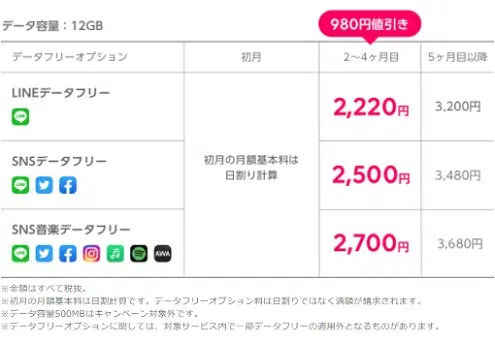 データ容量：12GB
980円値引き
データフリーオプション 初月 2〜4ヶ月目 5ヶ月目以降
LINEデータフリー
LINE
2,220円 3,200円
SNSデータフリー
初月の月額基本料は
日割り計算
LINE
2,500円 3,480円
SNS音楽データフリー
LINE AWA
2,700円 3,680円
※金額はすべて税抜。
※初月の月額基本料は日割計算です。データフリーオプション料は日割りではなく満額が請求されます。
※データ容量500MBはキャンペーン対象外です。
※データフリーオプションに関しては、対象サービス内で一部データフリーの適用外となるものがあります。